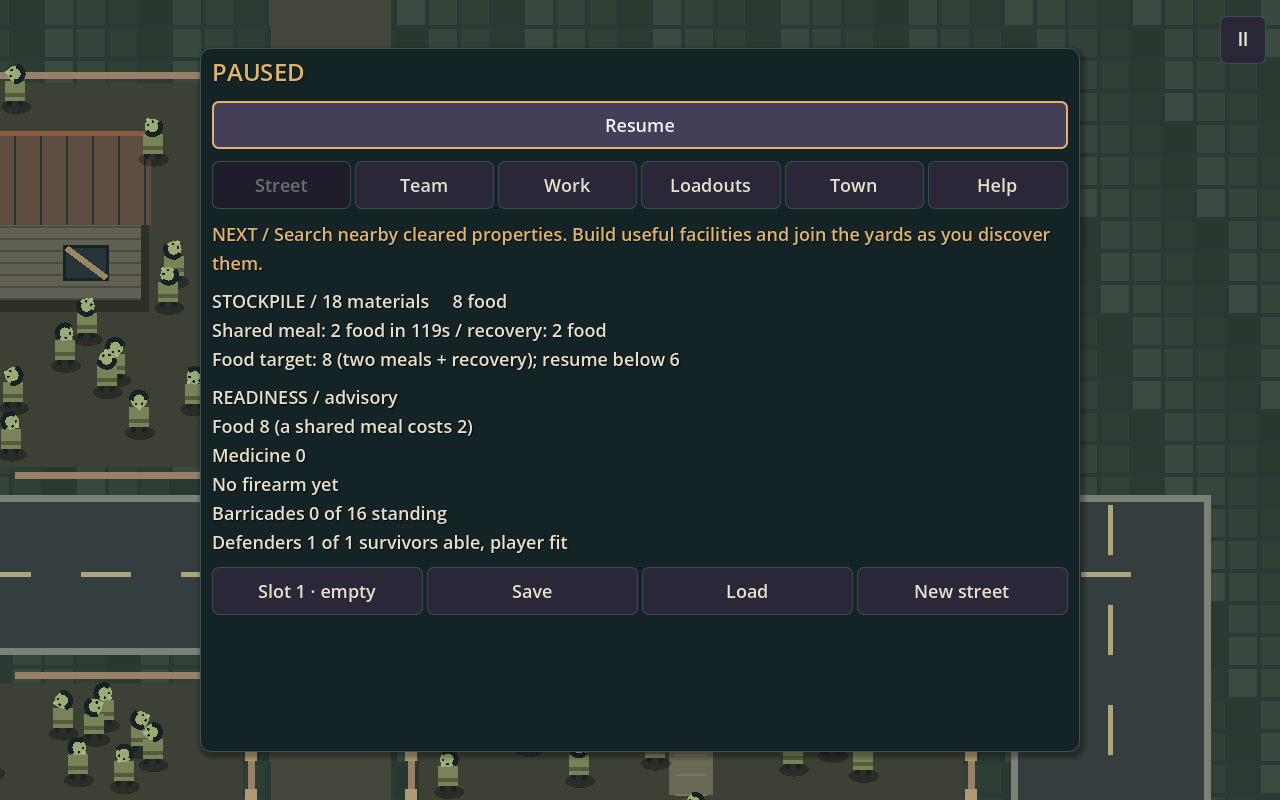 II
PAUSED
Resume
Street Team Work Loadouts Town Help
NEXT / Search nearby cleared properties. Build useful facilities and join the yards as you discover
them.
STOCKPILE / 18 materials 8 food
Shared meal: 2 food in 119s / recovery: 2 food
Food target: 8 (two meals + recovery); resume below 6
READINESS / advisory
Food 8 (a shared meal costs 2)
Medicine 0
No firearm yet
Barricades 0 of 16 standing
Defenders 1 of 1 survivors able, player fit
Slot 1 · empty Save Load New street